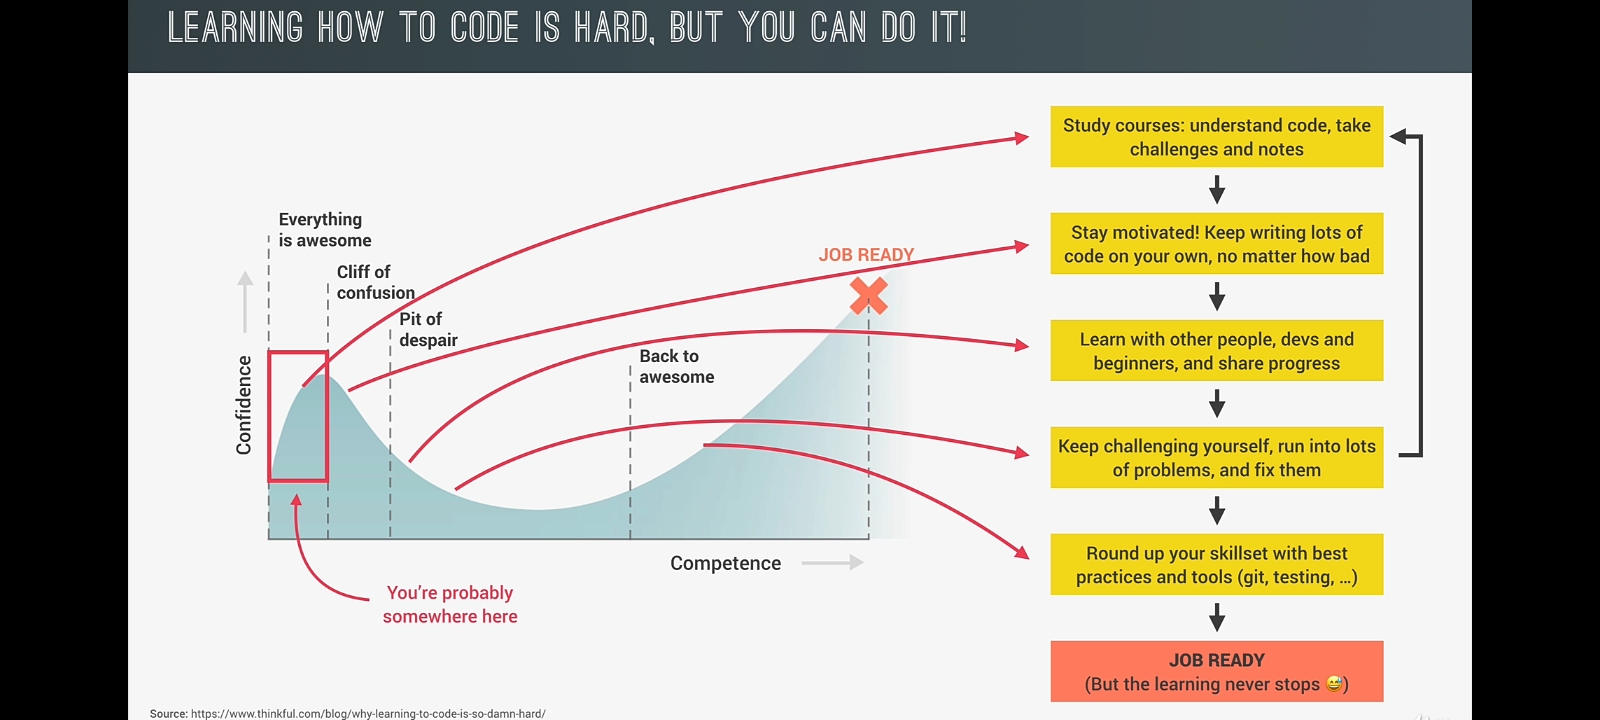 LEARNING HOW TO CODE IS HARD, BUT YOU CAN DO IT!
Everything
is awesome
Cliff of
confusion
Pit of
despair
Back to
awesome
JOB READY
Confidence
Competence
You're probably
somewhere here
Study courses: understand code, take
challenges and notes
Stay motivated! Keep writing lots of
code on your own, no matter how bad
Learn with other people, devs and
beginners, and share progress
Keep challenging yourself, run into lots
of problems, and fix them
Round up your skillset with best
practices and tools (git, testing, ...)
JOB READY
(But the learning never stops 😅)
Source: https://www.thinkful.com/blog/why-learning-to-code-is-so-damn-hard/